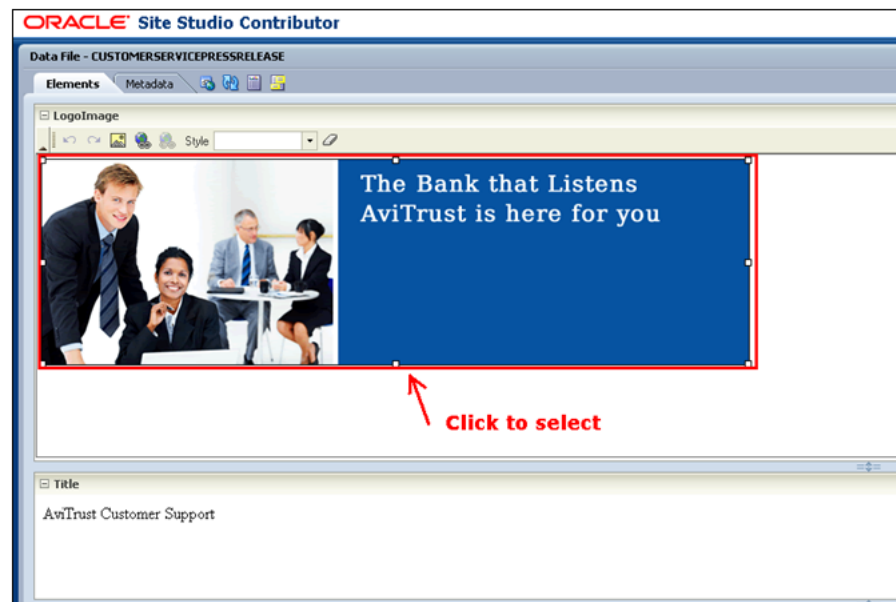 ORACLE Site Studio Contributor
Data File - CUSTOMERSERVICEPRESSRELEASE
Elements Metadata
LogoImage
Style
The Bank that Listens
AviTrust is here for you
Click to select
Title
AviTrust Customer Support